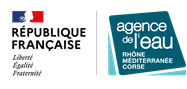 RÉPUBLIQUE
FRANÇAISE
Liberté
Égalité
Fraternité
agence
de l'eau
RHÔNE
MÉDITERRANÉE
CORSE